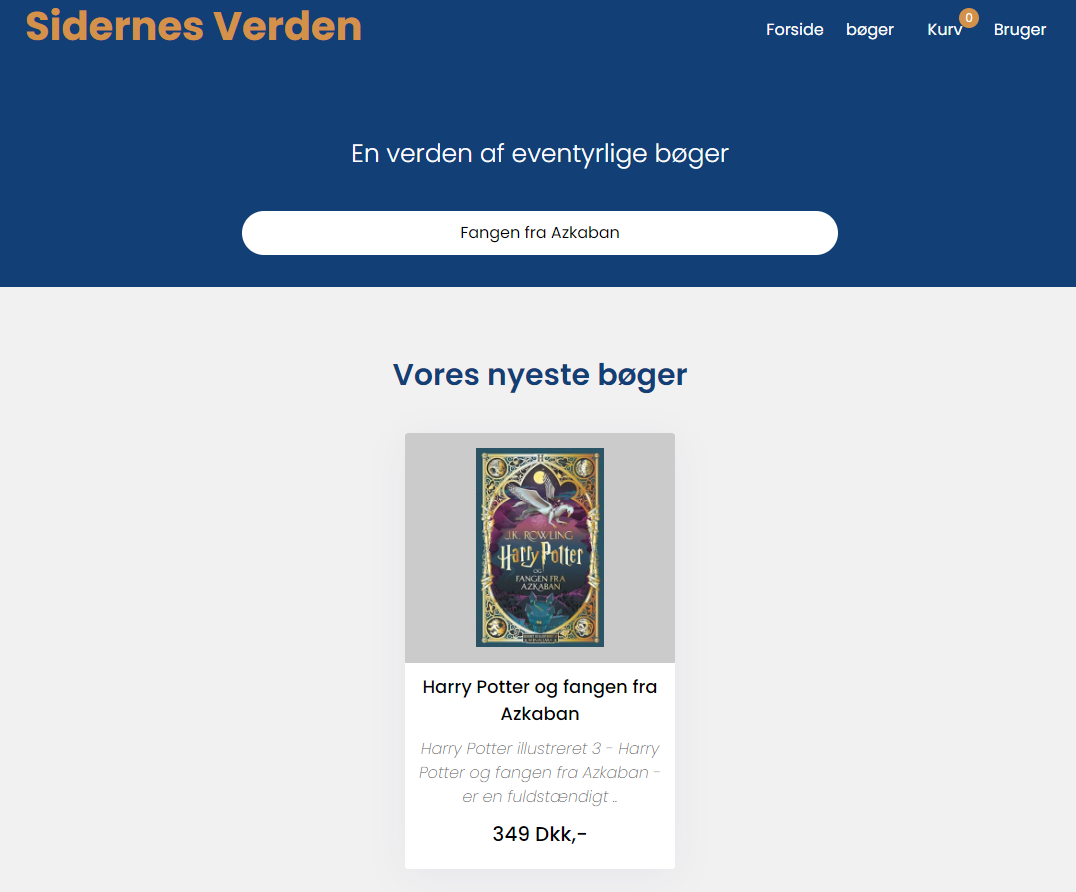 Sidernes Verden
Forside bøger Kurv 0 Bruger
En verden af eventyrlige bøger
Fangen fra Azkaban
Vores nyeste bøger
J.K. ROWLING
Harry Potter
OG
FANGEN FRA
AZKABAN
Harry Potter og fangen fra
Azkaban
Harry Potter illustreret 3 - Harry
Potter og fangen fra Azkaban -
er en fuldstændigt ..
349 Dkk,-